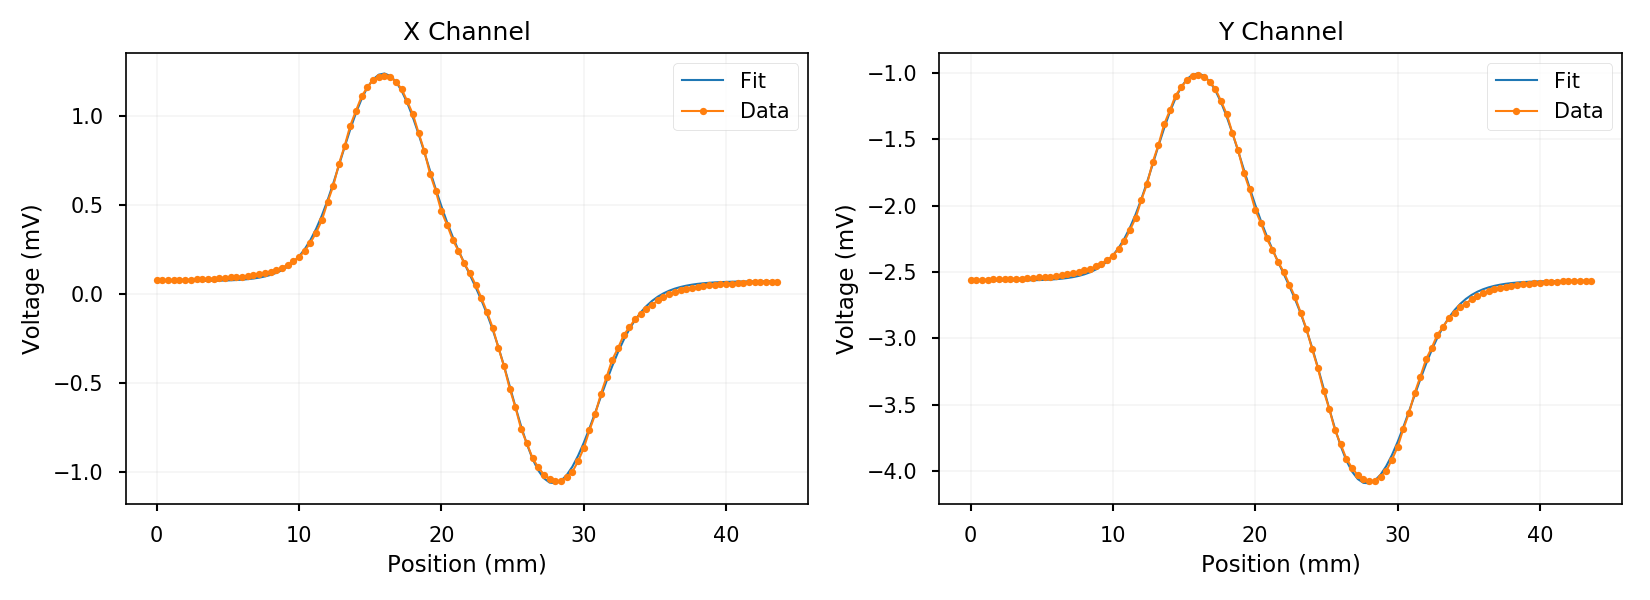 X Channel
Fit
Data
1.0
0.5
0.0
−0.5
−1.0
Voltage (mV)
0
10
20
30
40
Position (mm)
Y Channel
Fit
Data
−1.0
−1.5
−2.0
−2.5
−3.0
−3.5
−4.0
Voltage (mV)
0
10
20
30
40
Position (mm)